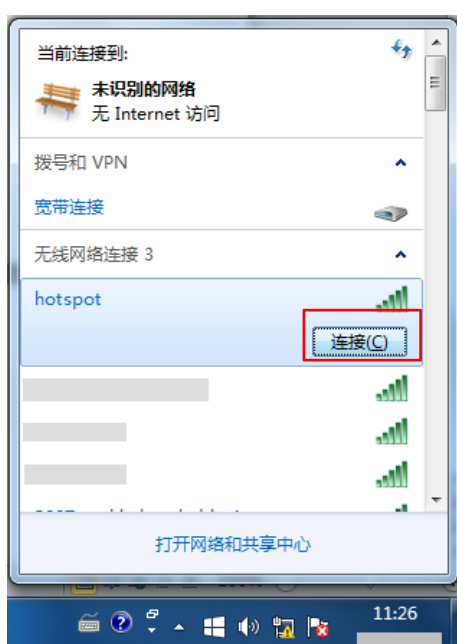 当前连接到:
未识别的网络
无 Internet 访问
拨号和 VPN
宽带连接
无线网络连接 3
hotspot
连接(C)
打开网络和共享中心
11:26